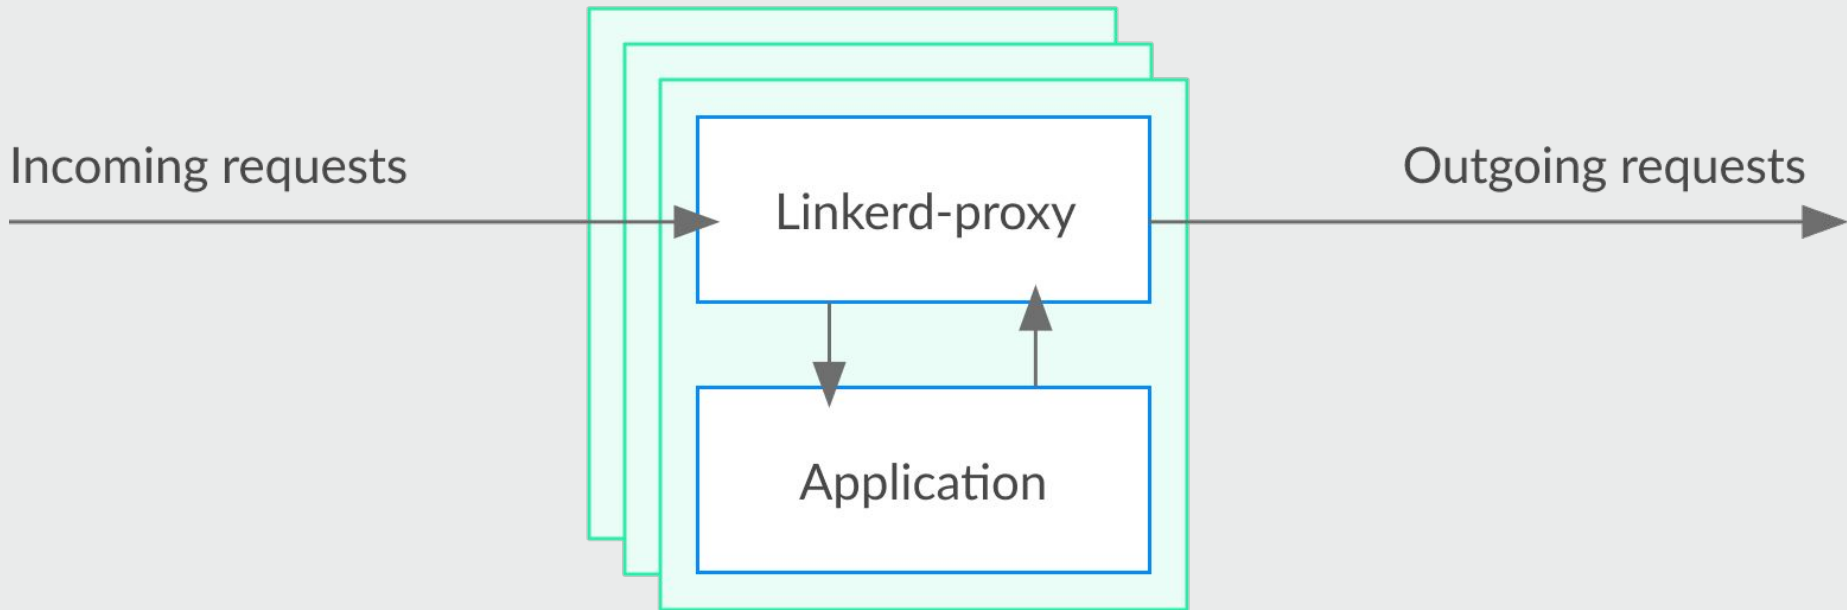 Incoming requests
Outgoing requests
Linkerd-proxy
Application